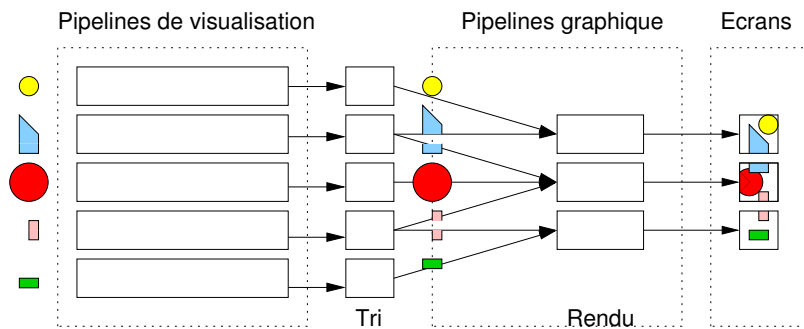 Pipelines de visualisation
Pipelines graphique
Ecrans
Tri
Rendu